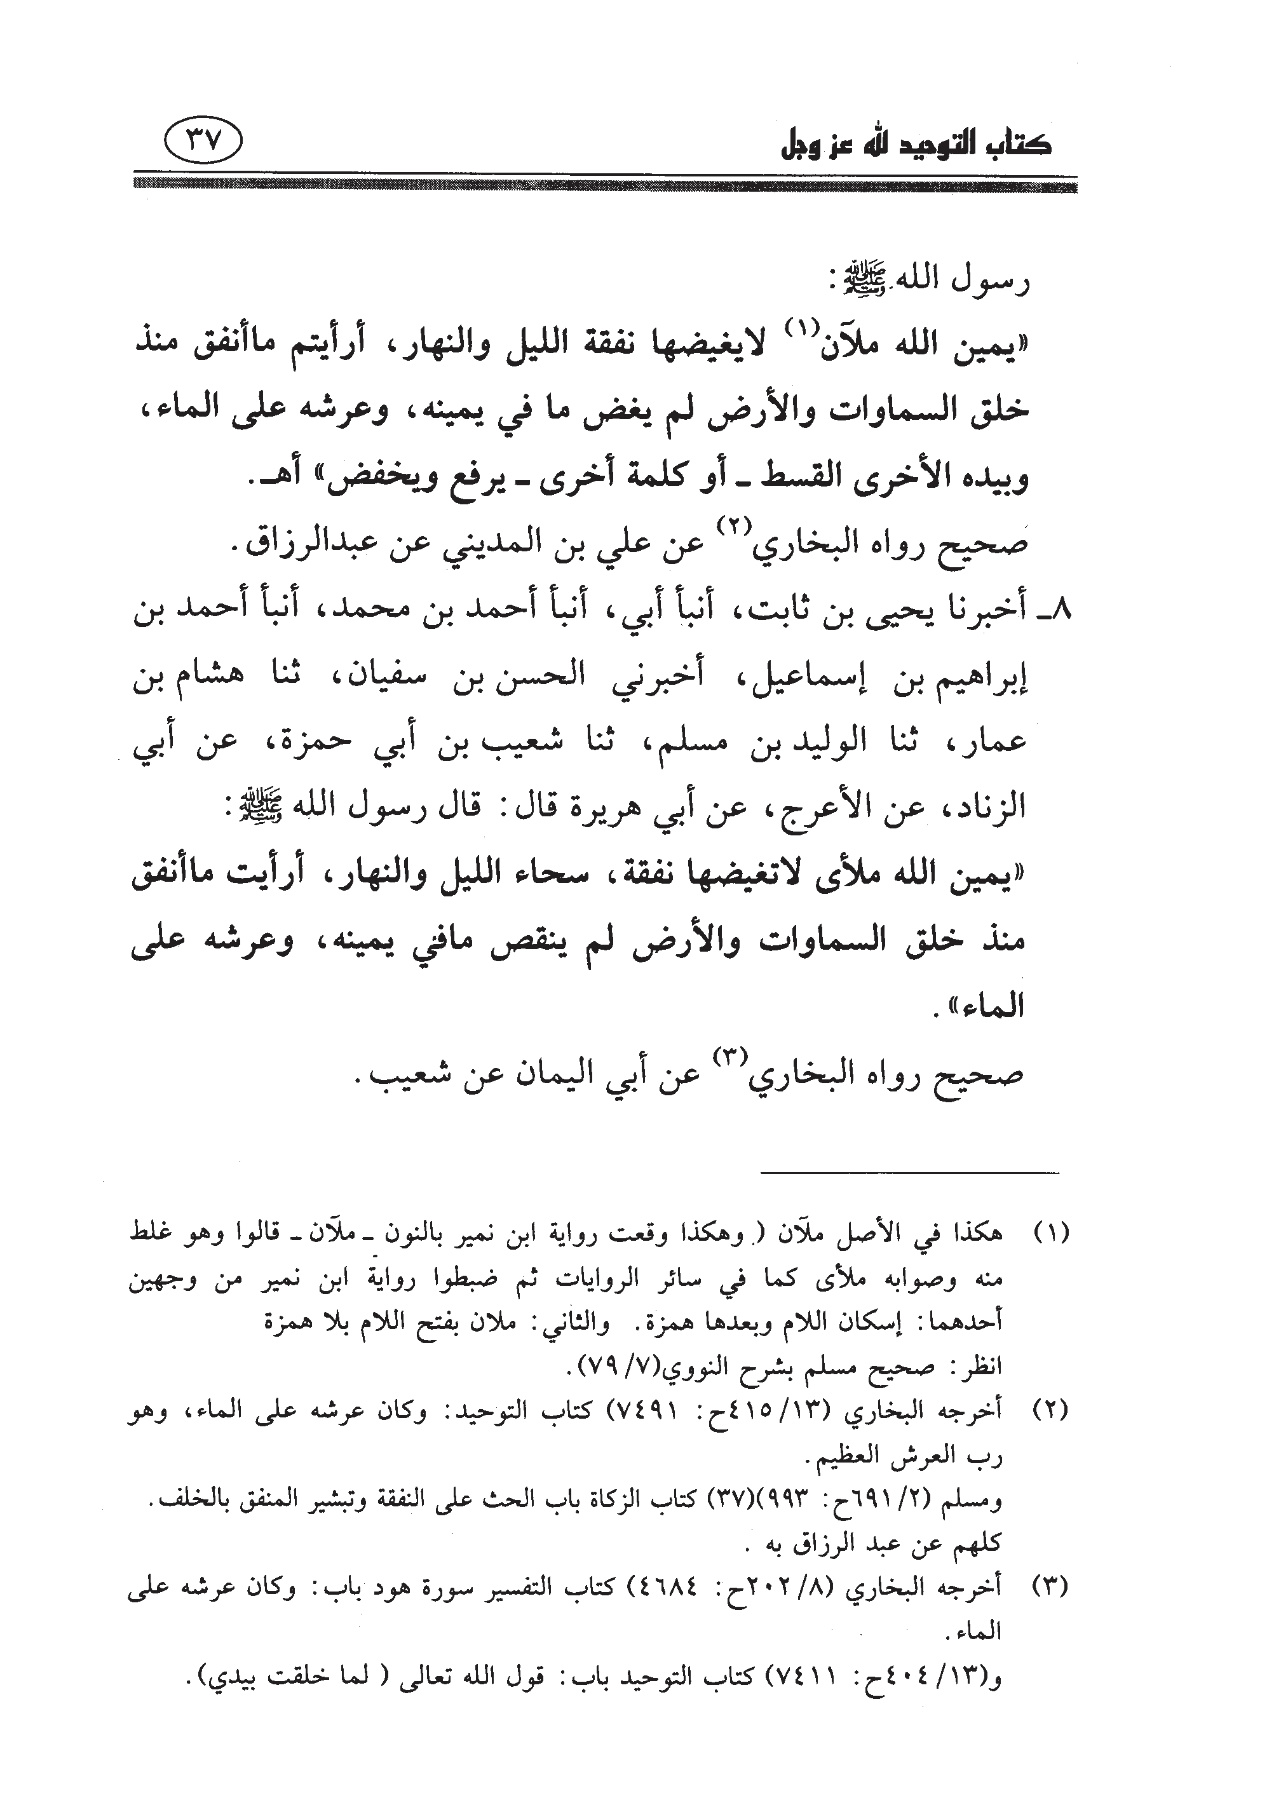 كتاب التوحيد لله عز وجل
٣٧
رسول الله ﷺ:
«يمين الله ملآن(١) لايغيضها نفقة الليل والنهار، أرأيتم ماأنفق منذ
خلق السماوات والأرض لم يغض ما في يمينه، وعرشه على الماء،
وبيده الأخرى القسط ـ أو كلمة أخرى ـ يرفع ويخفض» أهـ.
صحيح رواه البخاري(٢) عن علي بن المديني عن عبدالرزاق.
٨ـ أخبرنا يحيى بن ثابت، أنبأ أبي، أنبأ أحمد بن محمد، أنبأ أحمد بن
إبراهيم بن إسماعيل، أخبرني الحسن بن سفيان، ثنا هشام بن
عمار، ثنا الوليد بن مسلم، ثنا شعيب بن أبي حمزة، عن أبي
الزناد، عن الأعرج، عن أبي هريرة قال: قال رسول الله ﷺ:
«يمين الله ملأى لاتغيضها نفقة، سحاء الليل والنهار، أرأيت ماأنفق
منذ خلق السماوات والأرض لم ينقص مافي يمينه، وعرشه على
الماء».
صحيح رواه البخاري(٣) عن أبي اليمان عن شعيب.
(١) هكذا في الأصل ملآن (. وهكذا وقعت رواية ابن نمير بالنون ـ ملآن ـ قالوا وهو غلط
منه وصوابه ملأى كما في سائر الروايات ثم ضبطوا رواية ابن نمير من وجهين
أحدهما: إسكان اللام وبعدها همزة. والثاني: ملان بفتح اللام بلا همزة
انظر: صحيح مسلم بشرح النووي(٧/ ٧٩).
(٢) أخرجه البخاري (١٣/ ٤١٥ح: ٧٤٩١) كتاب التوحيد: وكان عرشه على الماء، وهو
رب العرش العظيم.
ومسلم (٢/ ٦٩١ح: ٩٩٣)(٣٧) كتاب الزكاة باب الحث على النفقة وتبشير المنفق بالخلف.
كلهم عن عبد الرزاق به .
(٣) أخرجه البخاري (٨/ ٢٠٢ح: ٤٦٨٤) كتاب التفسير سورة هود باب: وكان عرشه على
الماء.
و(١٣/ ٤٠٤ح: ٧٤١١) كتاب التوحيد باب: قول الله تعالى ( لما خلقت بيدي).